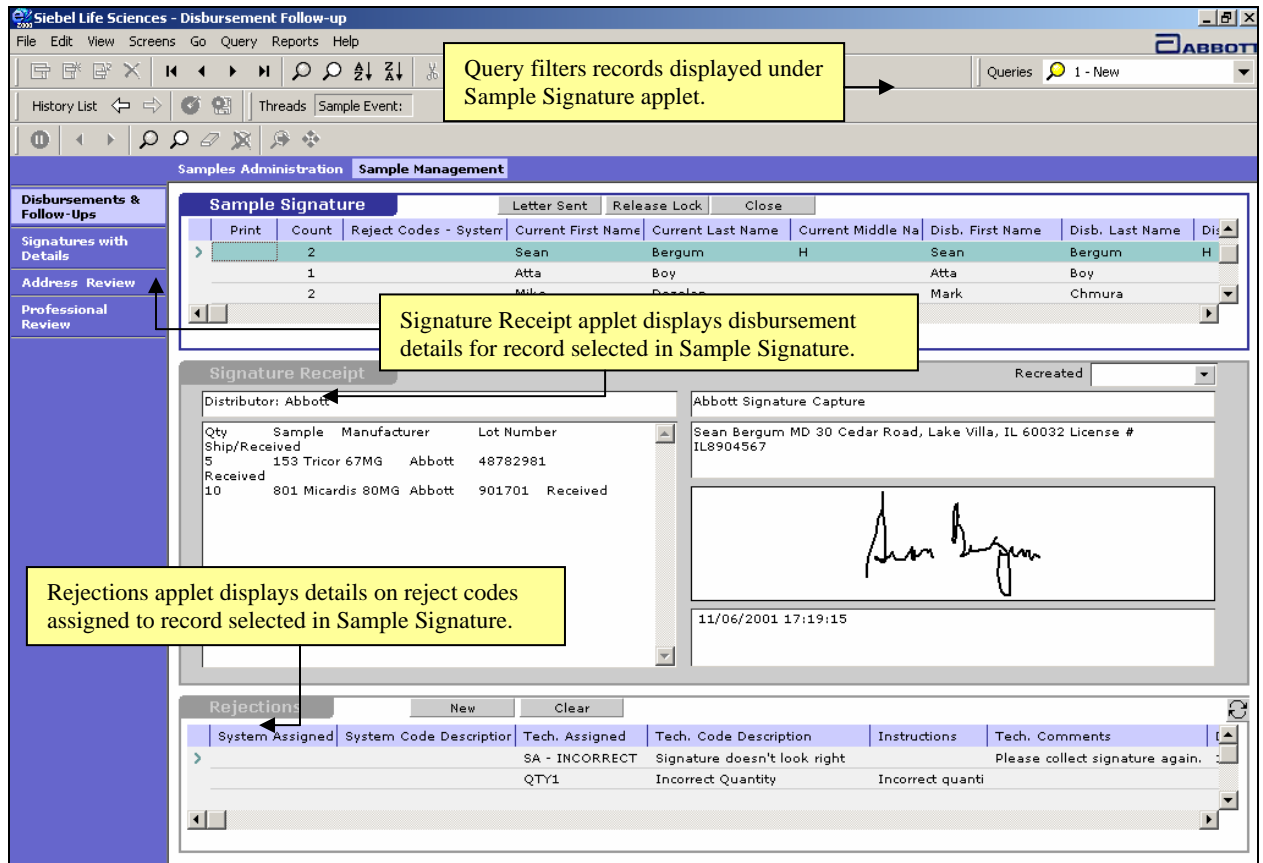 Siebel Life Sciences - Disbursement Follow-up
File Edit View Screens Go Query Reports Help
ABBOTT
Query filters records displayed under
Sample Signature applet.
Queries 1 - New
History List Threads Sample Event:
Samples Administration Sample Management
Disbursements &
Follow-Ups
Signatures with
Details
Address Review
Professional
Review
Sample Signature Letter Sent Release Lock Close
Print Count Reject Codes - System Current First Name Current Last Name Current Middle Na Disb. First Name Disb. Last Name Dis
2 Sean Bergum H Sean Bergum H
1 Atta Boy Atta Boy
2 Mark Chmura
Signature Receipt applet displays disbursement
details for record selected in Sample Signature.
Signature Receipt Recreated
Distributor: Abbott
Abbott Signature Capture
Qty Sample Manufacturer Lot Number
Ship/Received
5 153 Tricor 67MG Abbott 48782981
Received
10 801 Micardis 80MG Abbott 901701 Received
Sean Bergum MD 30 Cedar Road, Lake Villa, IL 60032 License #
IL8904567
Sean Bergum
11/06/2001 17:19:15
Rejections applet displays details on reject codes
assigned to record selected in Sample Signature.
Rejections New Clear
System Assigned System Code Description Tech. Assigned Tech. Code Description Instructions Tech. Comments
SA - INCORRECT Signature doesn't look right Please collect signature again.
QTY1 Incorrect Quantity Incorrect quanti